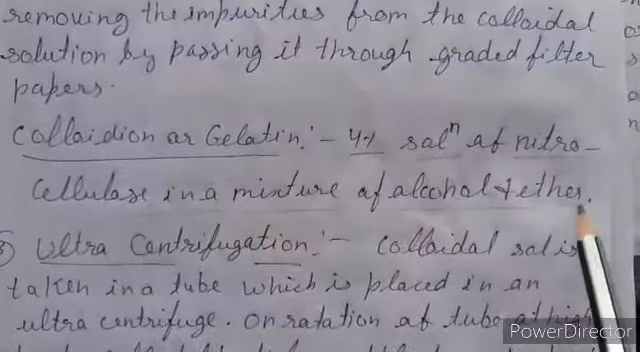 removing the impurities from the colloidal
solution by passing it through graded filter
papers.
Colloidion or Gelatin:- 4% solⁿ of nitro-
cellulose in a mixture of alcohol & ether.
Ultra Centrifugation:- Colloidal sol is
taken in a tube which is placed in an
ultra centrifuge. On rotation of tube at high
PowerDirector